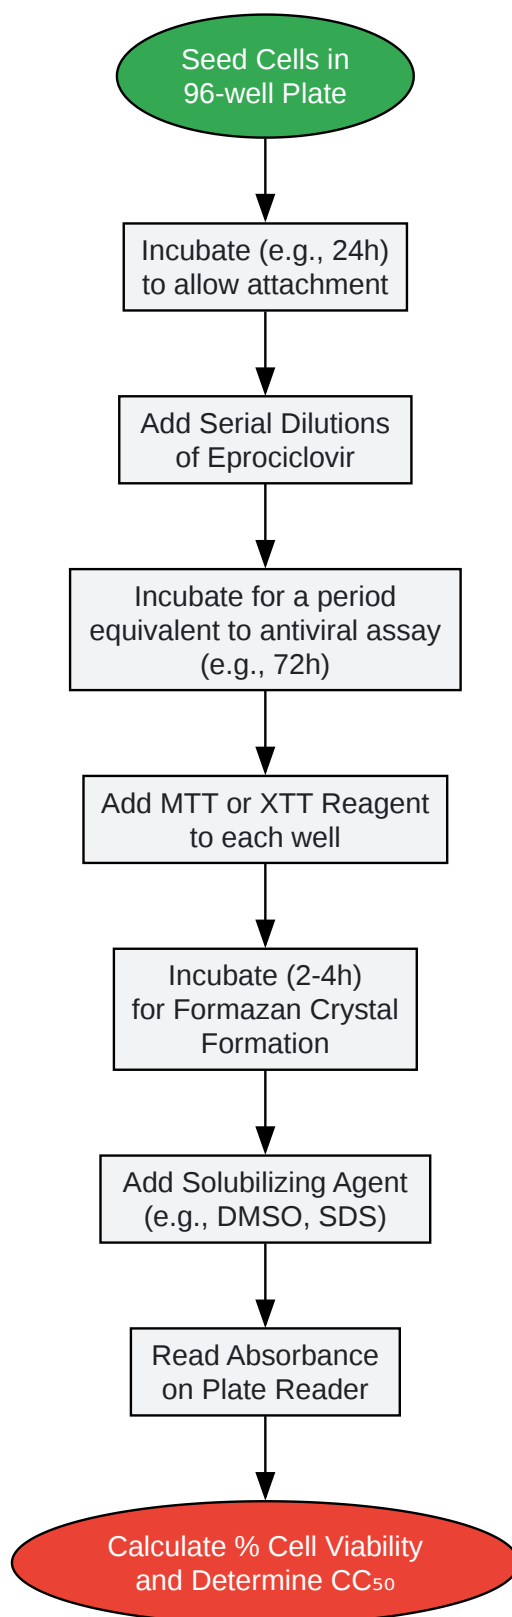 Seed Cells in
96-well Plate
Incubate (e.g., 24h)
to allow attachment
Add Serial Dilutions
of Eprociclovir
Incubate for a period
equivalent to antiviral assay
(e.g., 72h)
Add MTT or XTT Reagent
to each well
Incubate (2-4h)
for Formazan Crystal
Formation
Add Solubilizing Agent
(e.g., DMSO, SDS)
Read Absorbance
on Plate Reader
Calculate % Cell Viability
and Determine CC₅₀